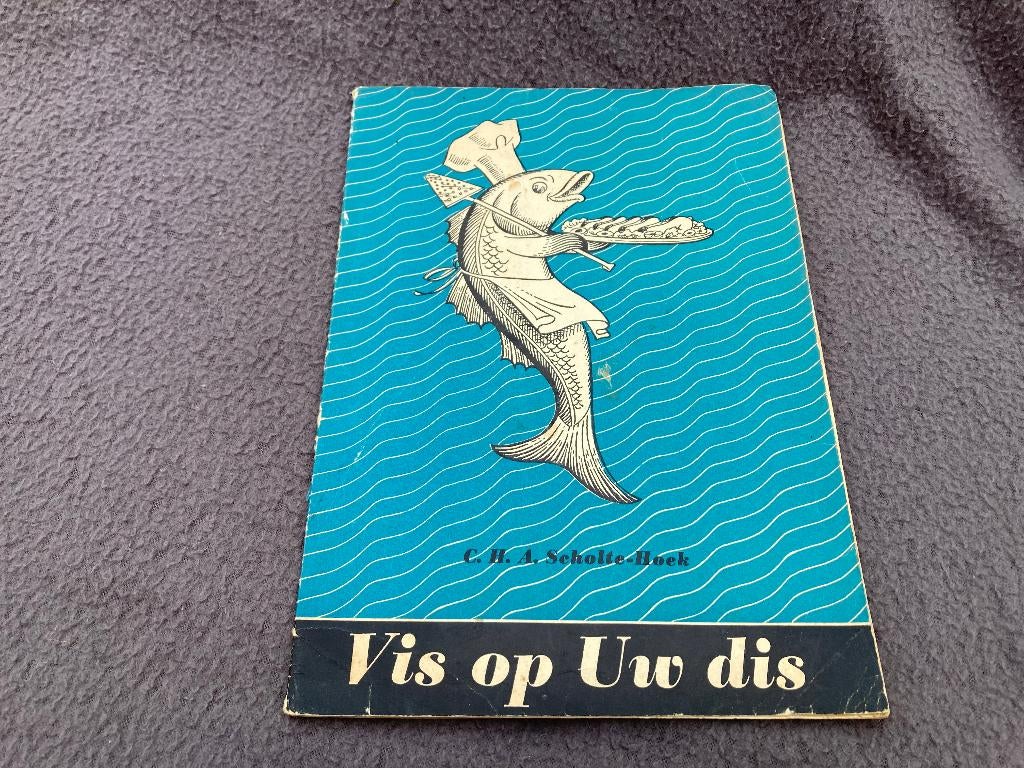 C. H. A. Scholte-Hoek
Vis op Uw dis